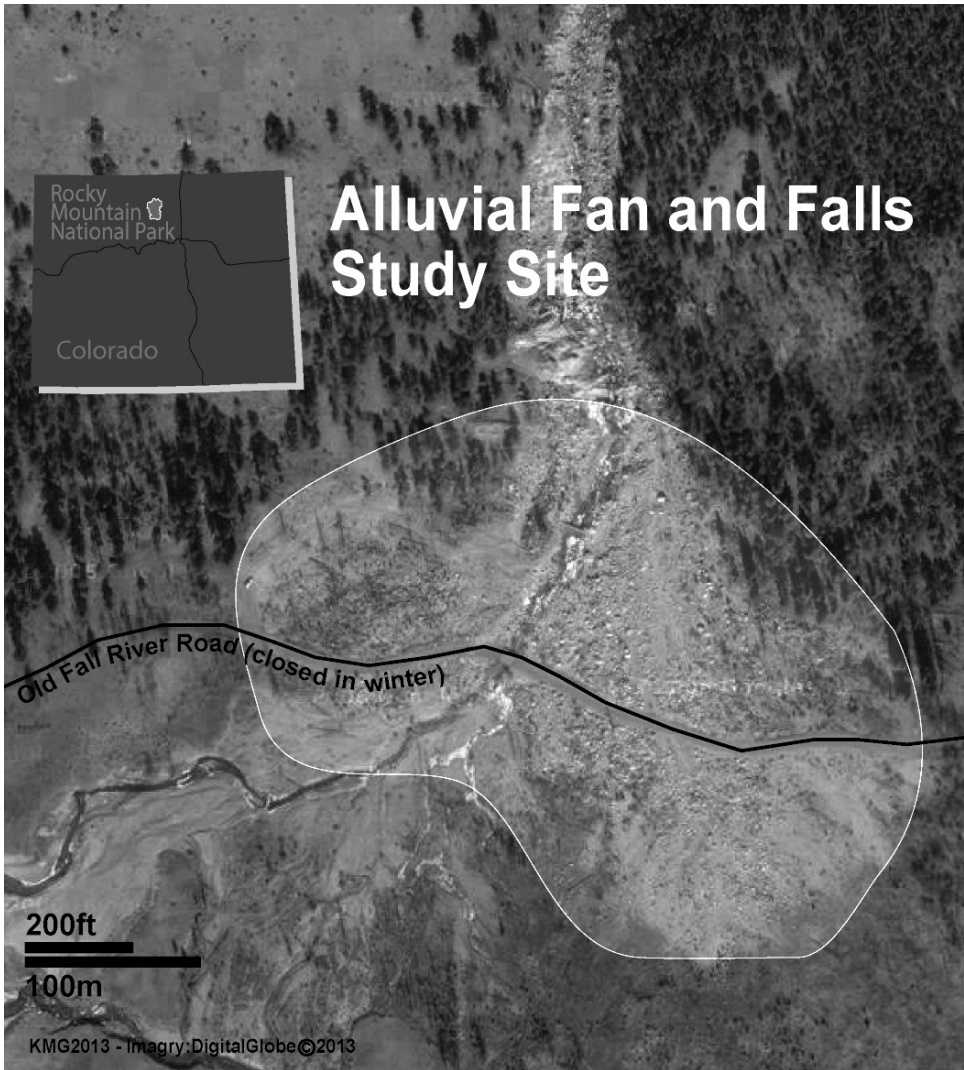 Rocky
Mountain
National Park
Colorado
Alluvial Fan and Falls
Study Site
Old Fall River Road (closed in winter)
200ft
100m
KMG2013 - Imagry:DigitalGlobe©2013